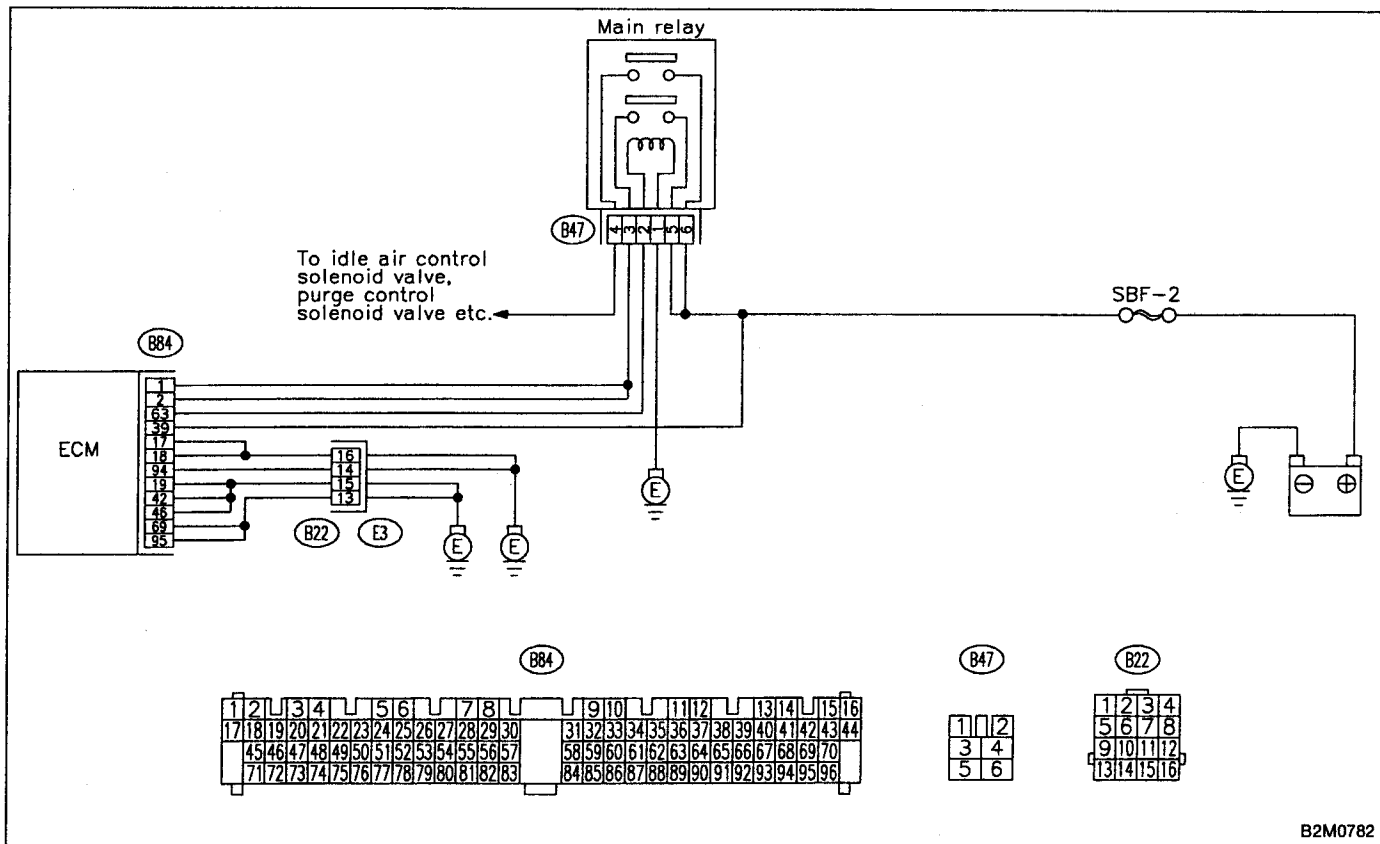 Main relay
B47
4 3 2 1 5 6
To idle air control
solenoid valve,
purge control
solenoid valve etc.
SBF-2
B84
ECM
1
2
63
39
17
18
94
19
42
46
69
95
16
14
15
13
B22 E3
E
E
E
E
⊖ ⊕
B84
1 2 3 4 5 6 7 8 9 10 11 12 13 14 15 16
17 18 19 20 21 22 23 24 25 26 27 28 29 30 31 32 33 34 35 36 37 38 39 40 41 42 43 44
45 46 47 48 49 50 51 52 53 54 55 56 57 58 59 60 61 62 63 64 65 66 67 68 69 70
71 72 73 74 75 76 77 78 79 80 81 82 83 84 85 86 87 88 89 90 91 92 93 94 95 96
B47
1 2
3 4
5 6
B22
1 2 3 4
5 6 7 8
9 10 11 12
13 14 15 16
B2M0782